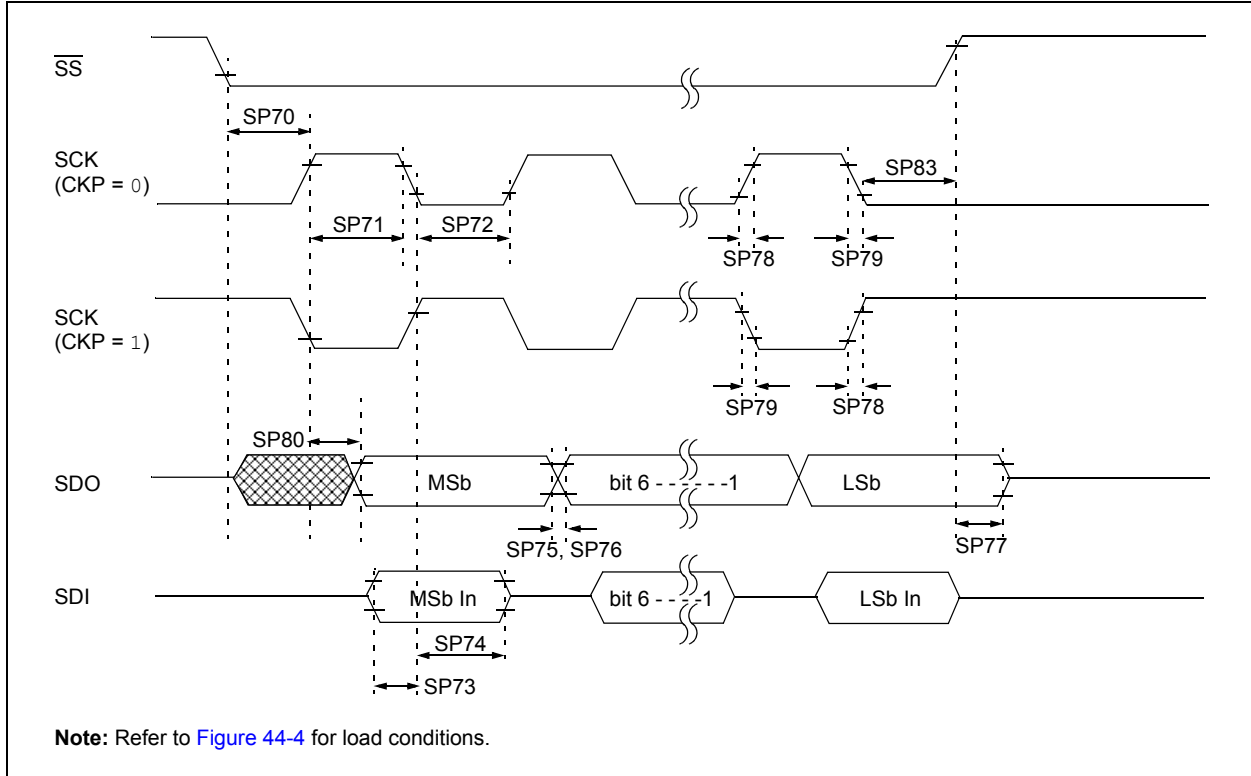 SS
SP70
SCK
(CKP = 0)
SP83
SP71
SP72
SP78
SP79
SCK
(CKP = 1)
SP79
SP78
SP80
SDO
MSb
bit 6 - - - - - -1
LSb
SP75, SP76
SP77
SDI
MSb In
bit 6 - - - -1
LSb In
SP74
SP73
Note: Refer to Figure 44-4 for load conditions.